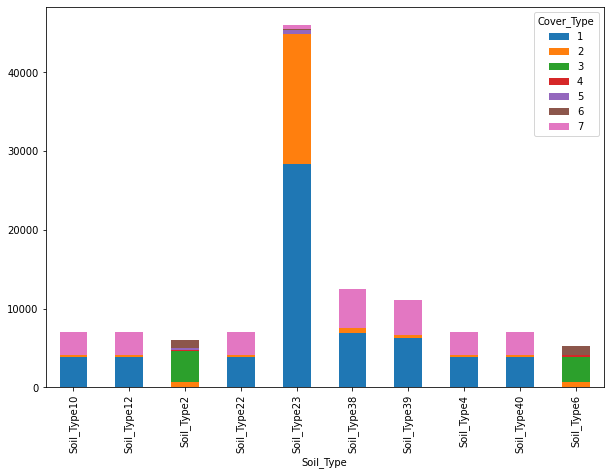 Cover_Type
1
2
3
4
5
6
7
40000
30000
20000
10000
0
Soil_Type10
Soil_Type12
Soil_Type2
Soil_Type22
Soil_Type23
Soil_Type38
Soil_Type39
Soil_Type4
Soil_Type40
Soil_Type6
Soil_Type